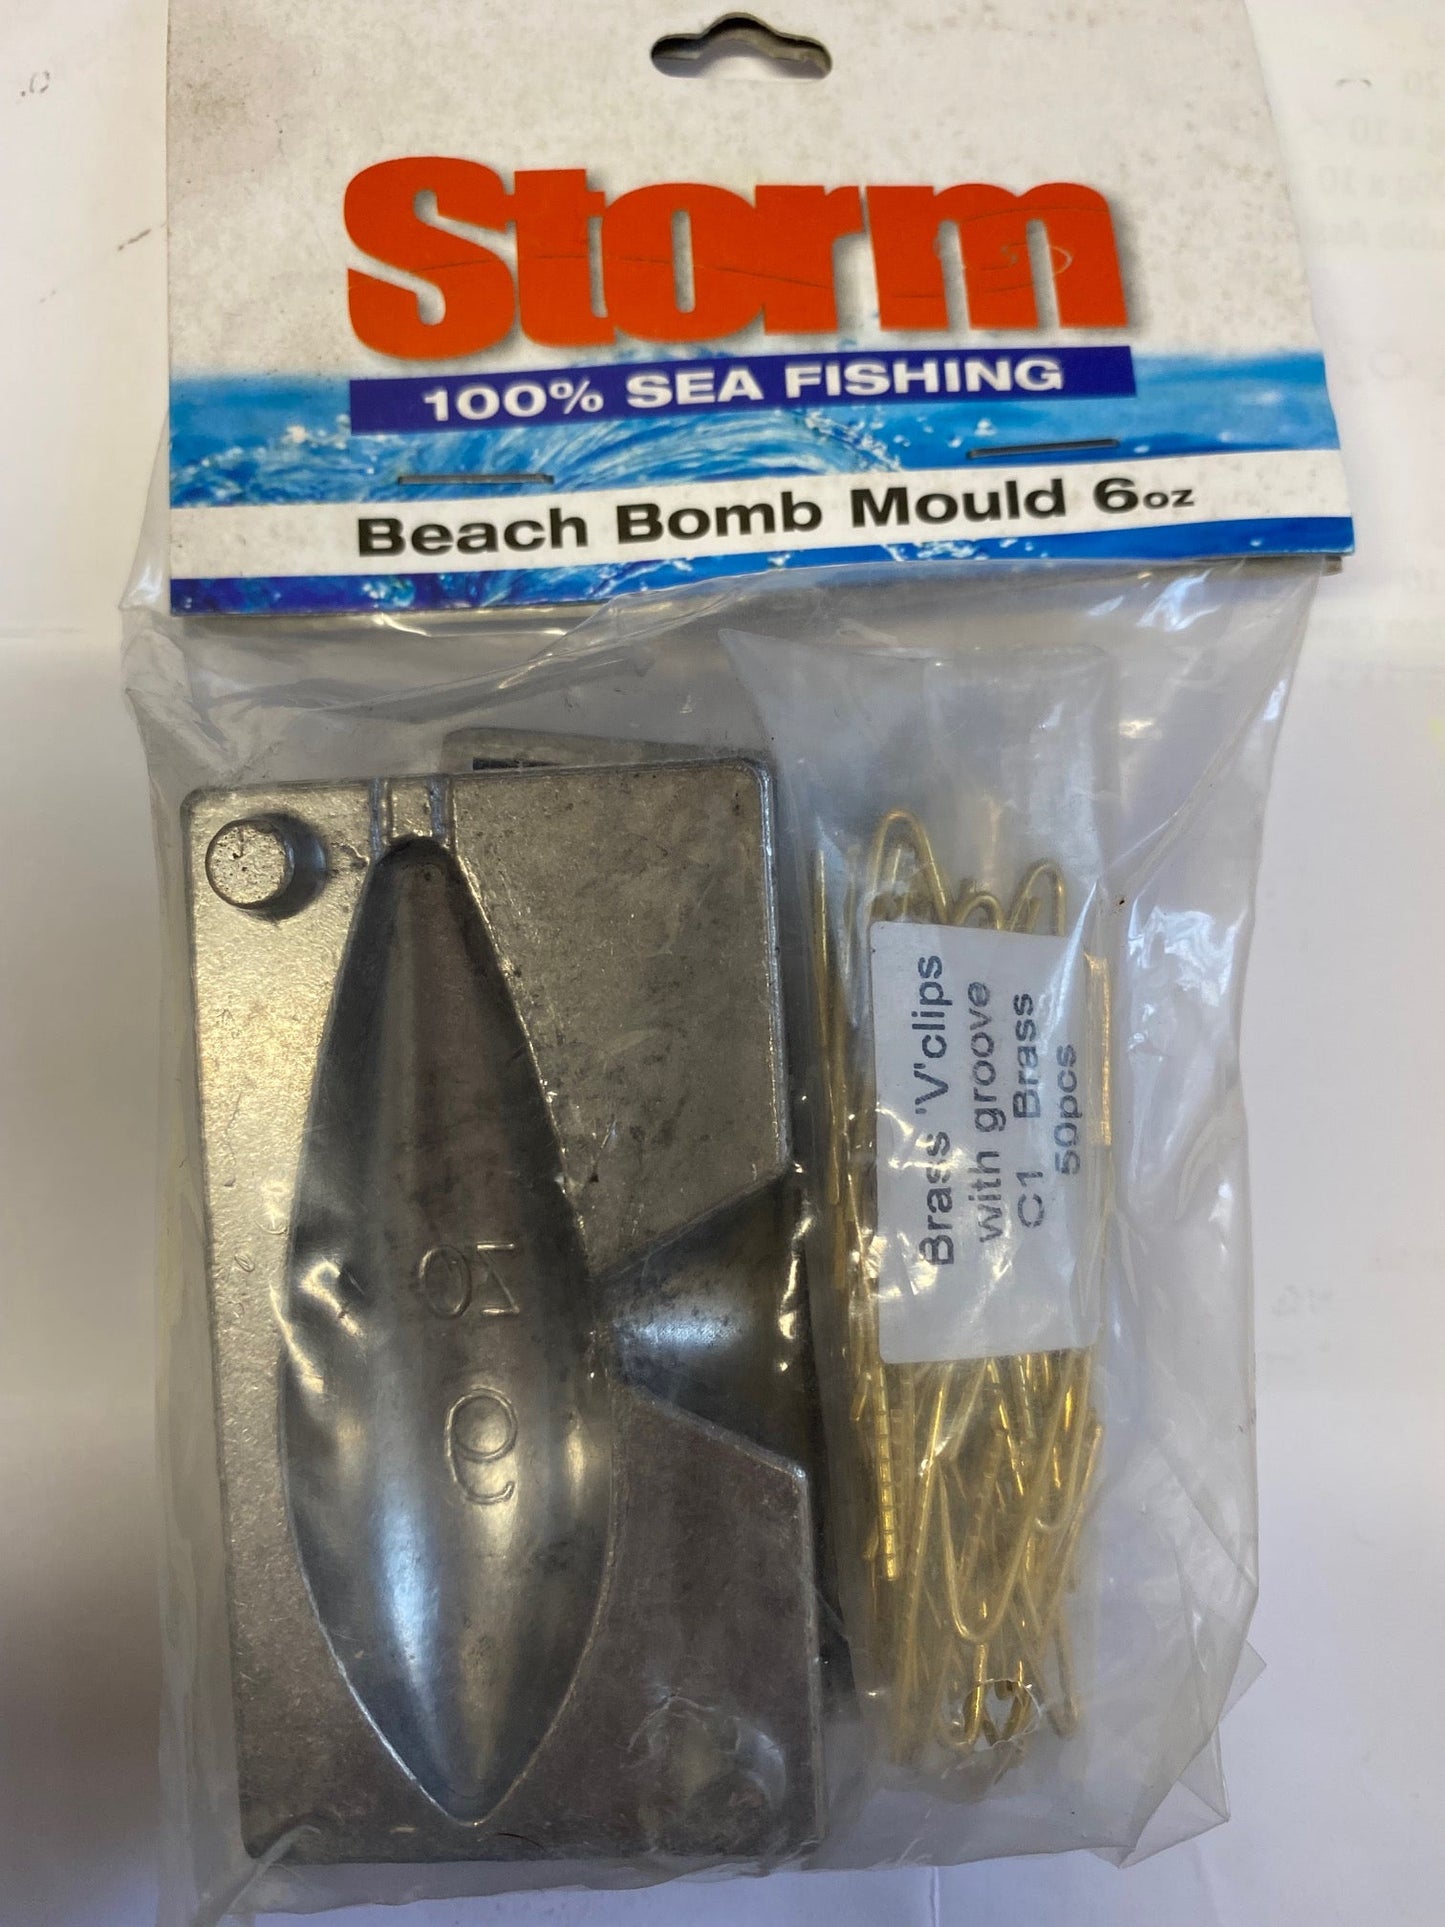 Storm
100% SEA FISHING
Beach Bomb Mould 6oz
Brass 'V'clips
with groove
C1 Brass
50pcs
oz
6